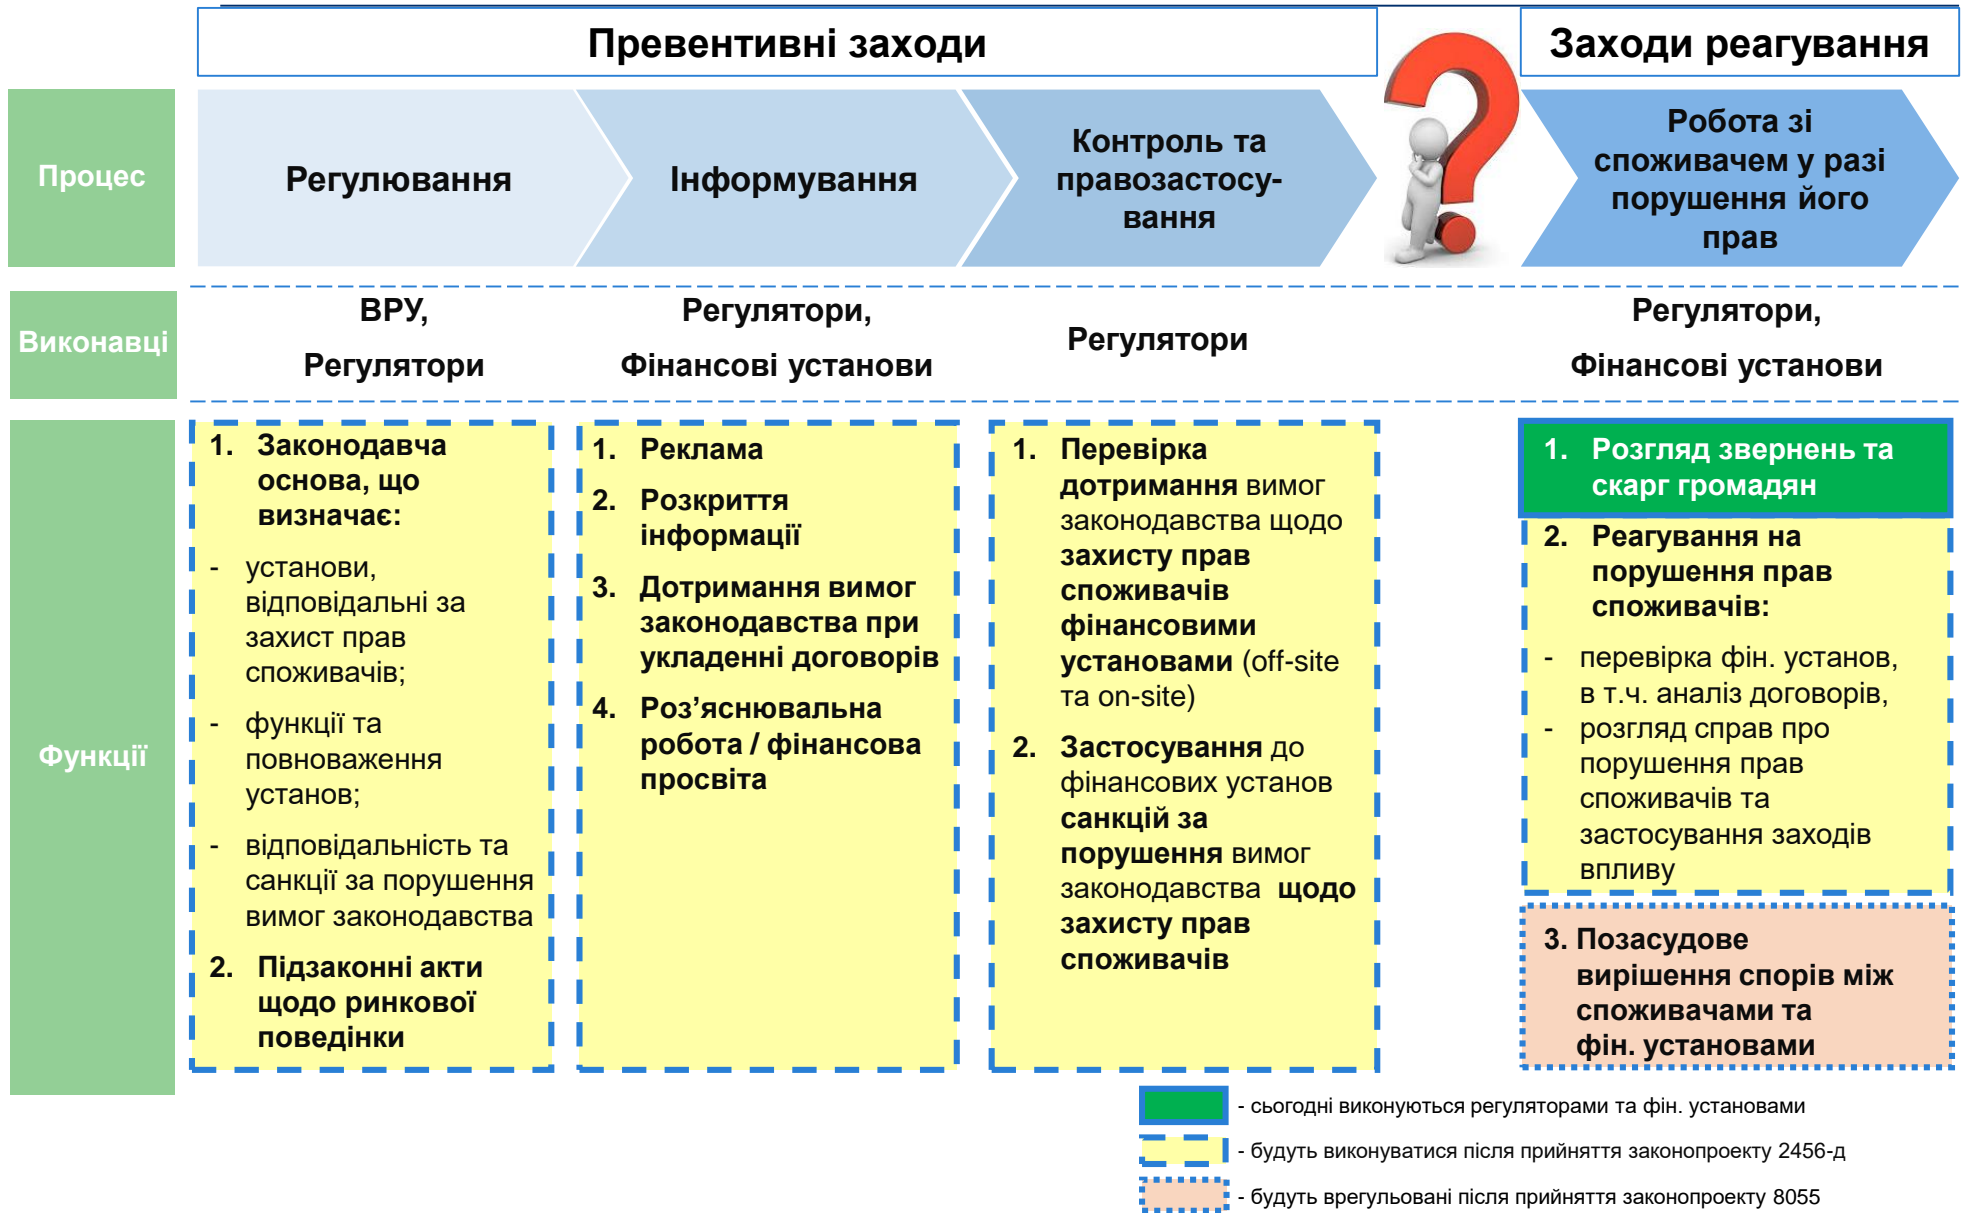 Превентивні заходи
Заходи реагування
Процес
Регулювання
Інформування
Контроль та
правозастосу-
вання
Робота зі
споживачем у разі
порушення його
прав
Виконавці
ВРУ,
Регулятори
Регулятори,
Фінансові установи
Регулятори
Регулятори,
Фінансові установи
Функції
1. Законодавча
основа, що
визначає:
- установи,
відповідальні за
захист прав
споживачів;
- функції та
повноваження
установ;
- відповідальність та
санкції за порушення
вимог законодавства
2. Підзаконні акти
щодо ринкової
поведінки
1. Реклама
2. Розкриття
інформації
3. Дотримання вимог
законодавства при
укладенні договорів
4. Роз’яснювальна
робота / фінансова
просвіта
1. Перевірка
дотримання вимог
законодавства щодо
захисту прав
споживачів
фінансовими
установами (off-site
та on-site)
2. Застосування до
фінансових установ
санкцій за
порушення вимог
законодавства щодо
захисту прав
споживачів
1. Розгляд звернень та
скарг громадян
2. Реагування на
порушення прав
споживачів:
- перевірка фін. установ,
в т.ч. аналіз договорів,
- розгляд справ про
порушення прав
споживачів та
застосування заходів
впливу
3. Позасудове
вирішення спорів між
споживачами та
фін. установами
- сьогодні виконуються регуляторами та фін. установами
- будуть виконуватися після прийняття законопроекту 2456-д
- будуть врегульовані після прийняття законопроекту 8055